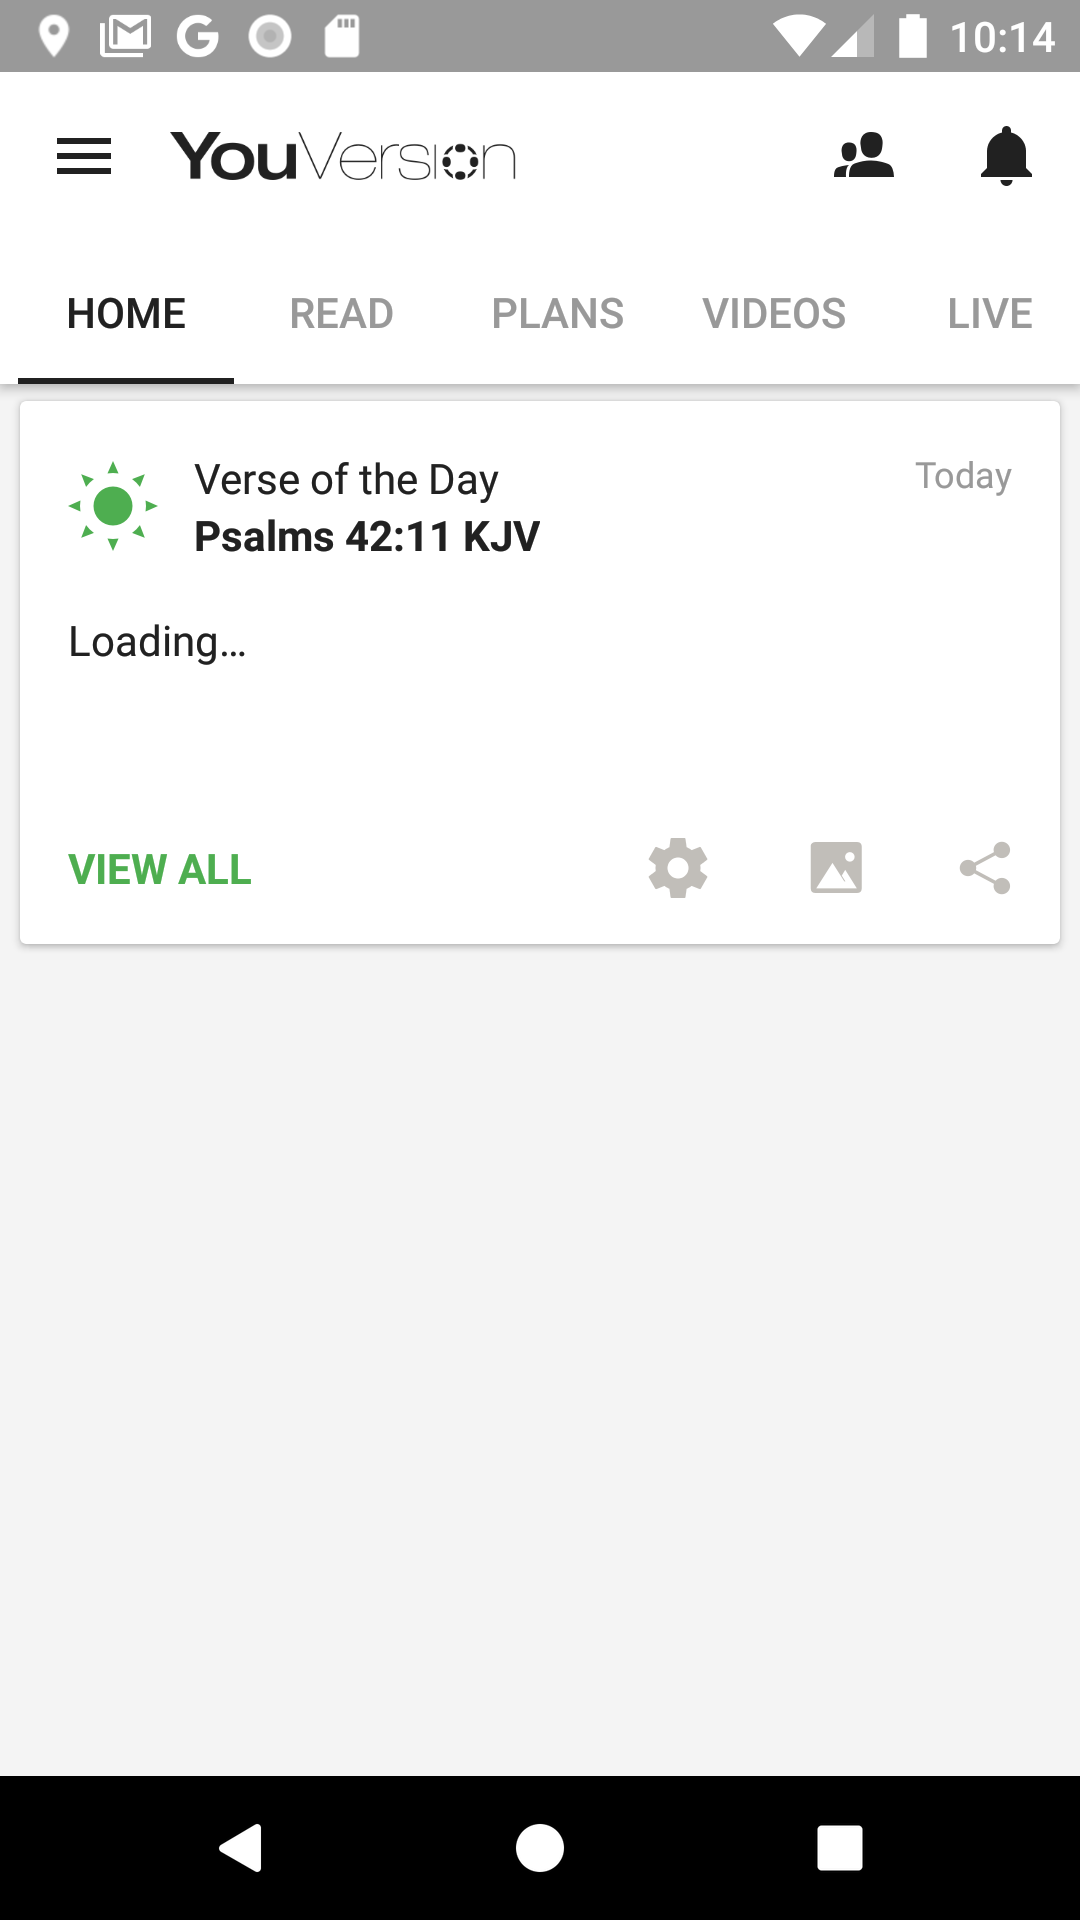 10:14
YouVersion
HOME READ PLANS VIDEOS LIVE
Verse of the Day Today
Psalms 42:11 KJV
Loading...
VIEW ALL